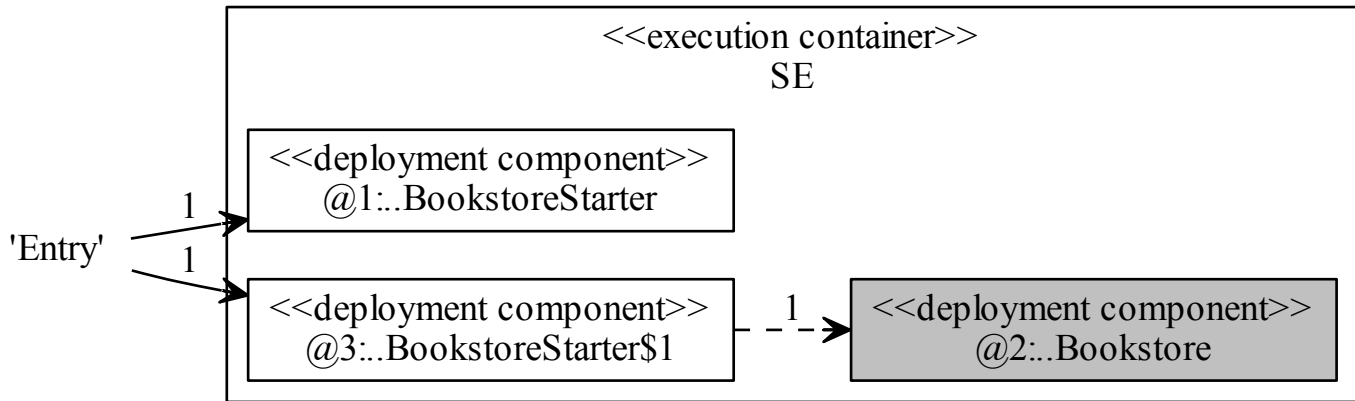 <<execution container>>
SE
<<deployment component>>
@1:..BookstoreStarter
1
'Entry'
1
<<deployment component>>
@3:..BookstoreStarter$1
1
<<deployment component>>
@2:..Bookstore